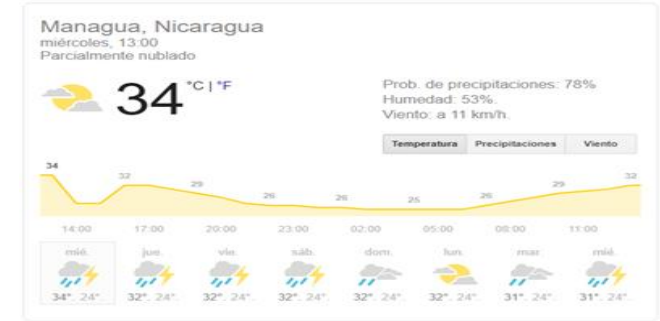 Managua, Nicaragua
miércoles, 13:00
Parcialmente nublado
34 °C | °F
Prob. de precipitaciones: 78%
Humedad: 53%.
Viento: a 11 km/h.
Temperatura Precipitaciones Viento
34 32 29 26 26 25 26 29 32
14:00 17:00 20:00 23:00 02:00 05:00 08:00 11:00
mié. jue. vie. sáb. dom. lun. mar. mié.
34° 24°. 32°. 24°. 32°. 24°. 32°. 24°. 32°. 24°. 32°. 24°. 31° 24°. 31°. 24°.